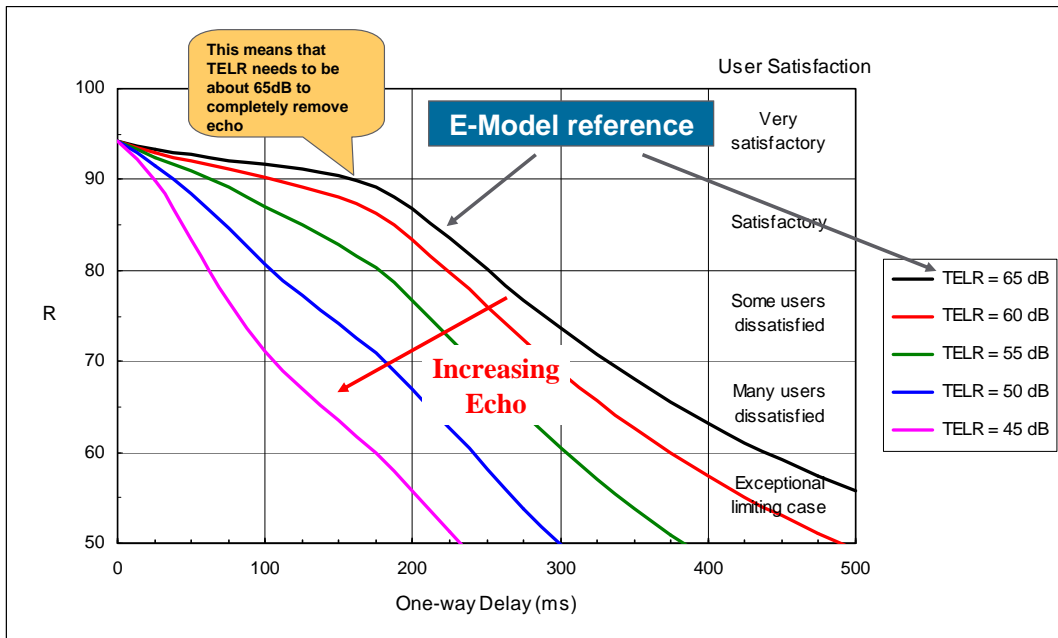 This means that
TELR needs to be
about 65dB to
completely remove
echo
User Satisfaction
E-Model reference
Very
satisfactory
Satisfactory
Some users
dissatisfied
Many users
dissatisfied
Exceptional
limiting case
Increasing
Echo
R
100
90
80
70
60
50
0
100
200
300
400
500
One-way Delay (ms)
TELR = 65 dB
TELR = 60 dB
TELR = 55 dB
TELR = 50 dB
TELR = 45 dB